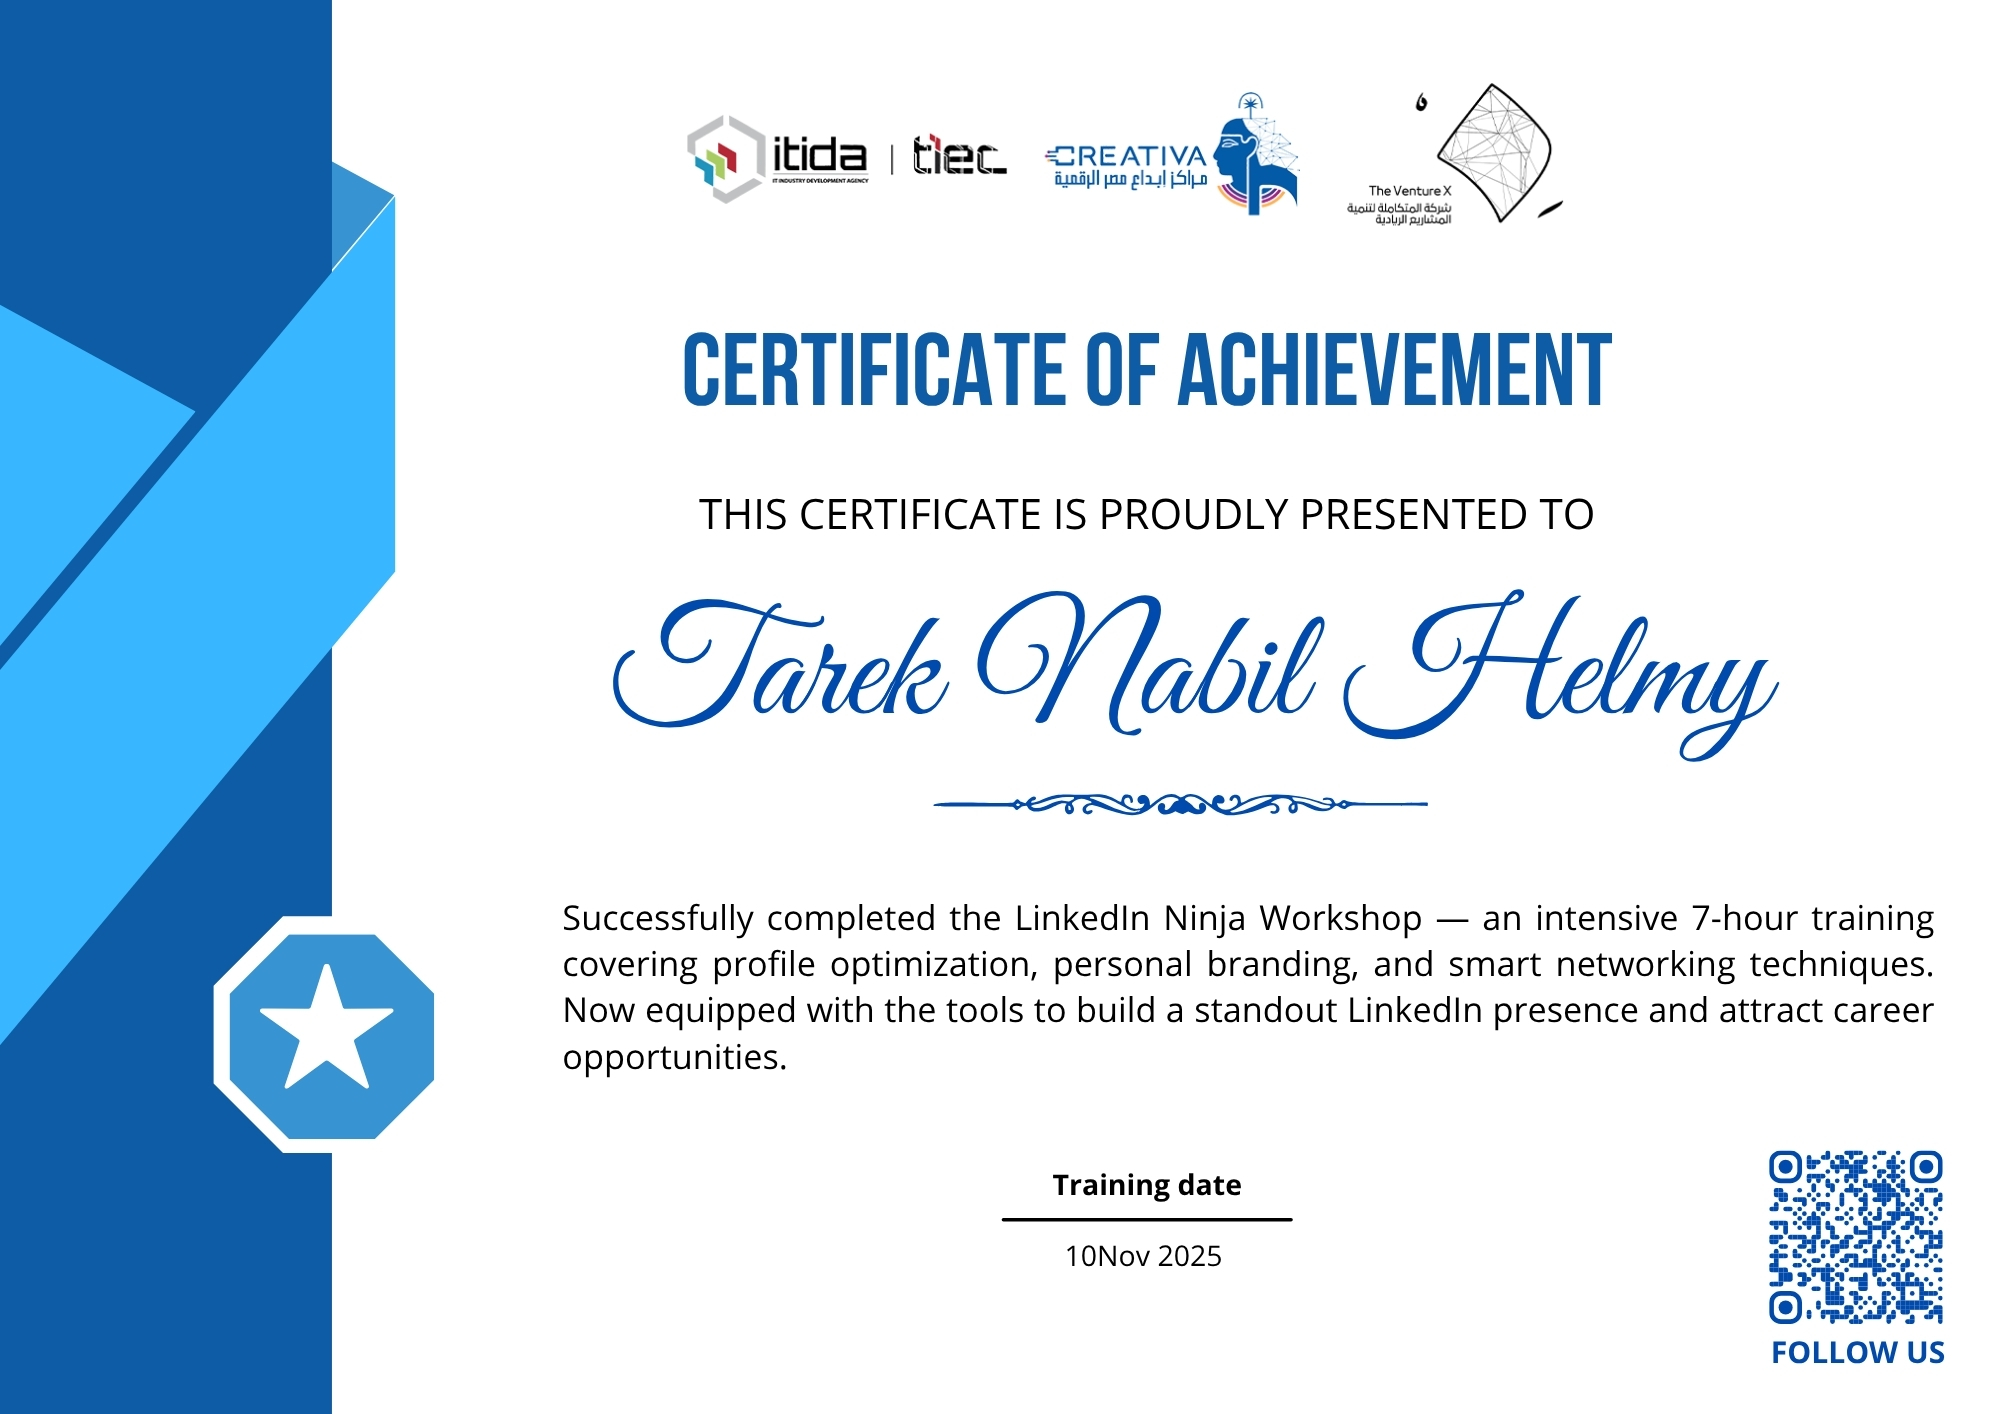 itida | tiec
IT INDUSTRY DEVELOPMENT AGENCY
CREATIVA
مراكز إبداع مصر الرقمية
The Venture X
شركة المتكاملة لتنمية
المشاريع الريادية
CERTIFICATE OF ACHIEVEMENT
THIS CERTIFICATE IS PROUDLY PRESENTED TO
Tarek Nabil Helmy
Successfully completed the LinkedIn Ninja Workshop — an intensive 7-hour training
covering profile optimization, personal branding, and smart networking techniques.
Now equipped with the tools to build a standout LinkedIn presence and attract career
opportunities.
Training date
10Nov 2025
FOLLOW US